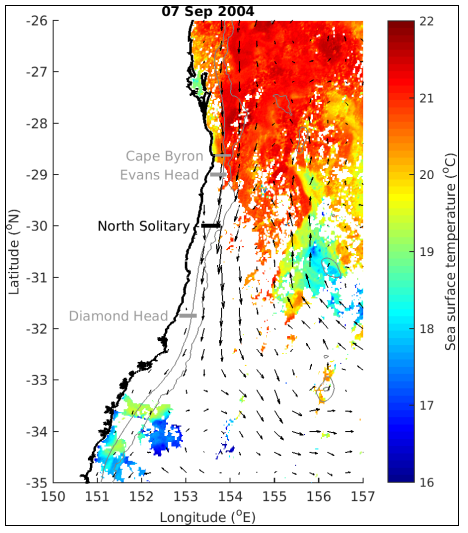 07 Sep 2004
-26
-27
-28
-29
-30
-31
-32
-33
-34
-35
Latitude (°N)
Cape Byron
Evans Head
North Solitary
Diamond Head
150 151 152 153 154 155 156 157
Longitude (°E)
22
21
20
19
18
17
16
Sea surface temperature (°C)